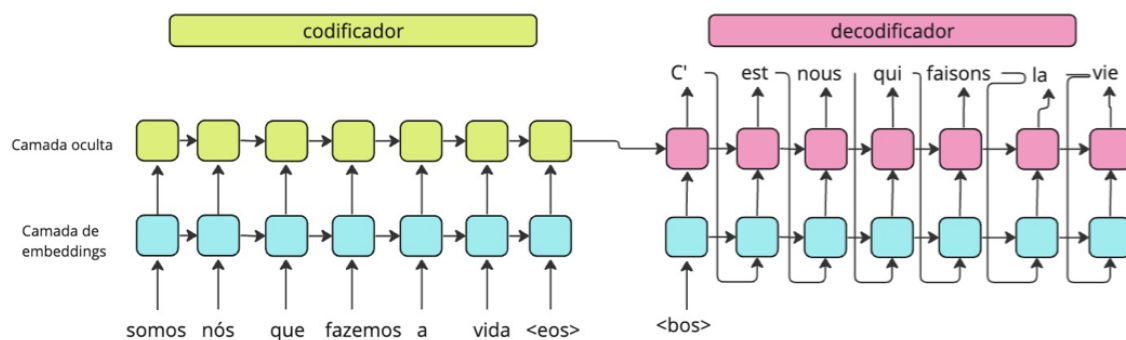 codificador
decodificador
C' est nous qui faisons la vie
Camada oculta
Camada de
embeddings
somos nós que fazemos a vida <eos>
<bos>